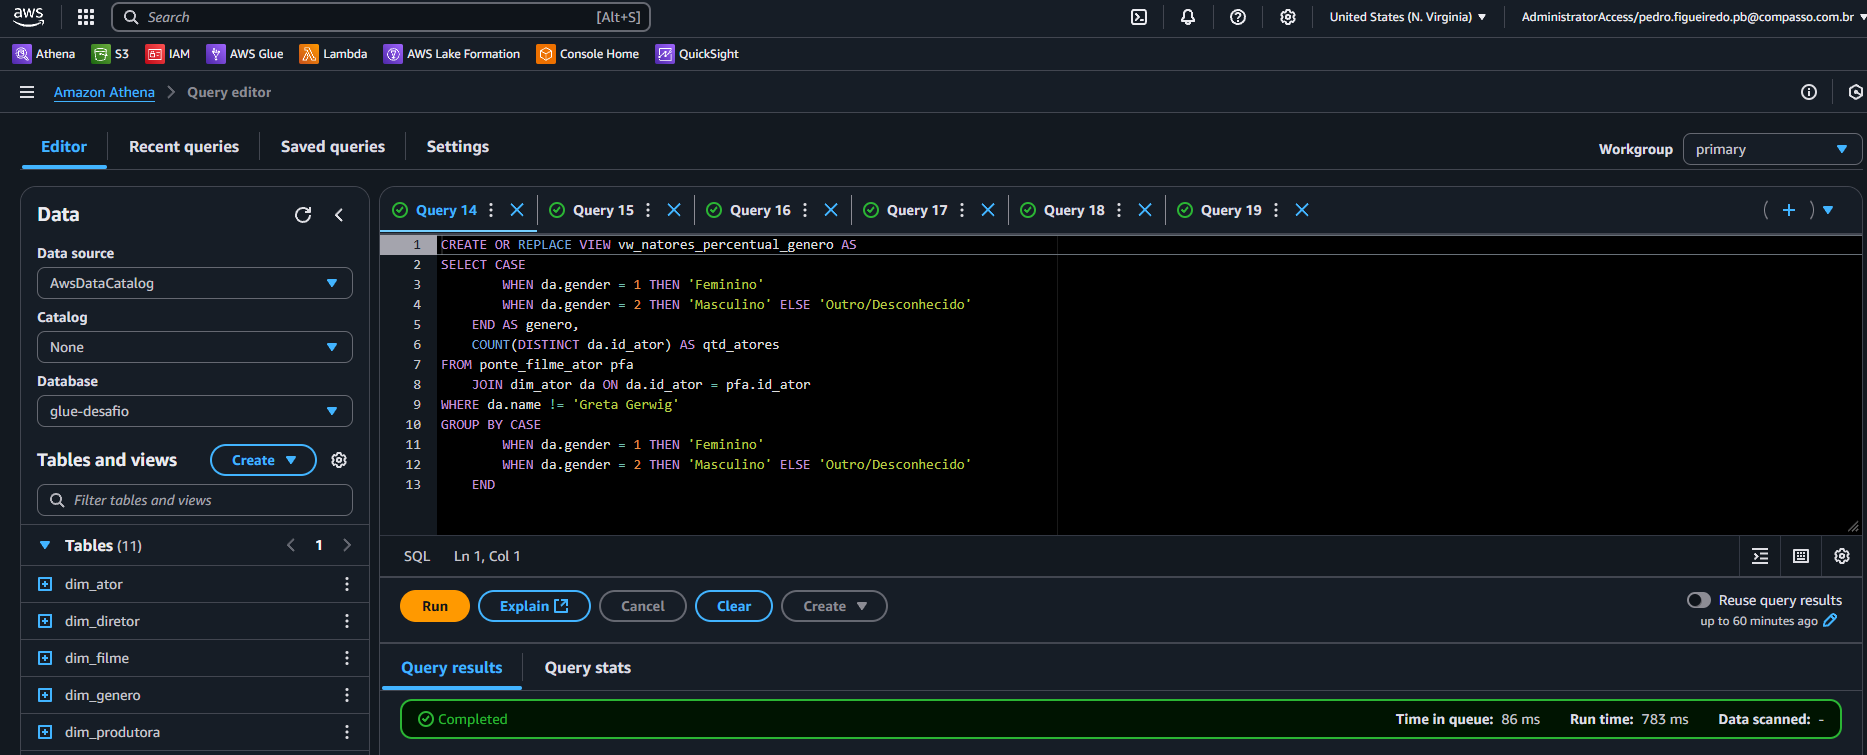 aws
Search [Alt+S]
United States (N. Virginia)
AdministratorAccess/pedro.figueiredo.pb@compasso.com.br
Athena S3 IAM AWS Glue Lambda AWS Lake Formation Console Home QuickSight
Amazon Athena Query editor
Editor Recent queries Saved queries Settings
Workgroup primary
Data
Data source
AwsDataCatalog
Catalog
None
Database
glue-desafio
Tables and views Create
Filter tables and views
Tables (11) 1
dim_ator
dim_diretor
dim_filme
dim_genero
dim_produtora
Query 14 Query 15 Query 16 Query 17 Query 18 Query 19
1 CREATE OR REPLACE VIEW vw_natores_percentual_genero AS
2 SELECT CASE
3 WHEN da.gender = 1 THEN 'Feminino'
4 WHEN da.gender = 2 THEN 'Masculino' ELSE 'Outro/Desconhecido'
5 END AS genero,
6 COUNT(DISTINCT da.id_ator) AS qtd_atores
7 FROM ponte_filme_ator pfa
8 JOIN dim_ator da ON da.id_ator = pfa.id_ator
9 WHERE da.name != 'Greta Gerwig'
10 GROUP BY CASE
11 WHEN da.gender = 1 THEN 'Feminino'
12 WHEN da.gender = 2 THEN 'Masculino' ELSE 'Outro/Desconhecido'
13 END
SQL Ln 1, Col 1
Run Explain Cancel Clear Create
Reuse query results
up to 60 minutes ago
Query results Query stats
Completed
Time in queue: 86 ms Run time: 783 ms Data scanned: -